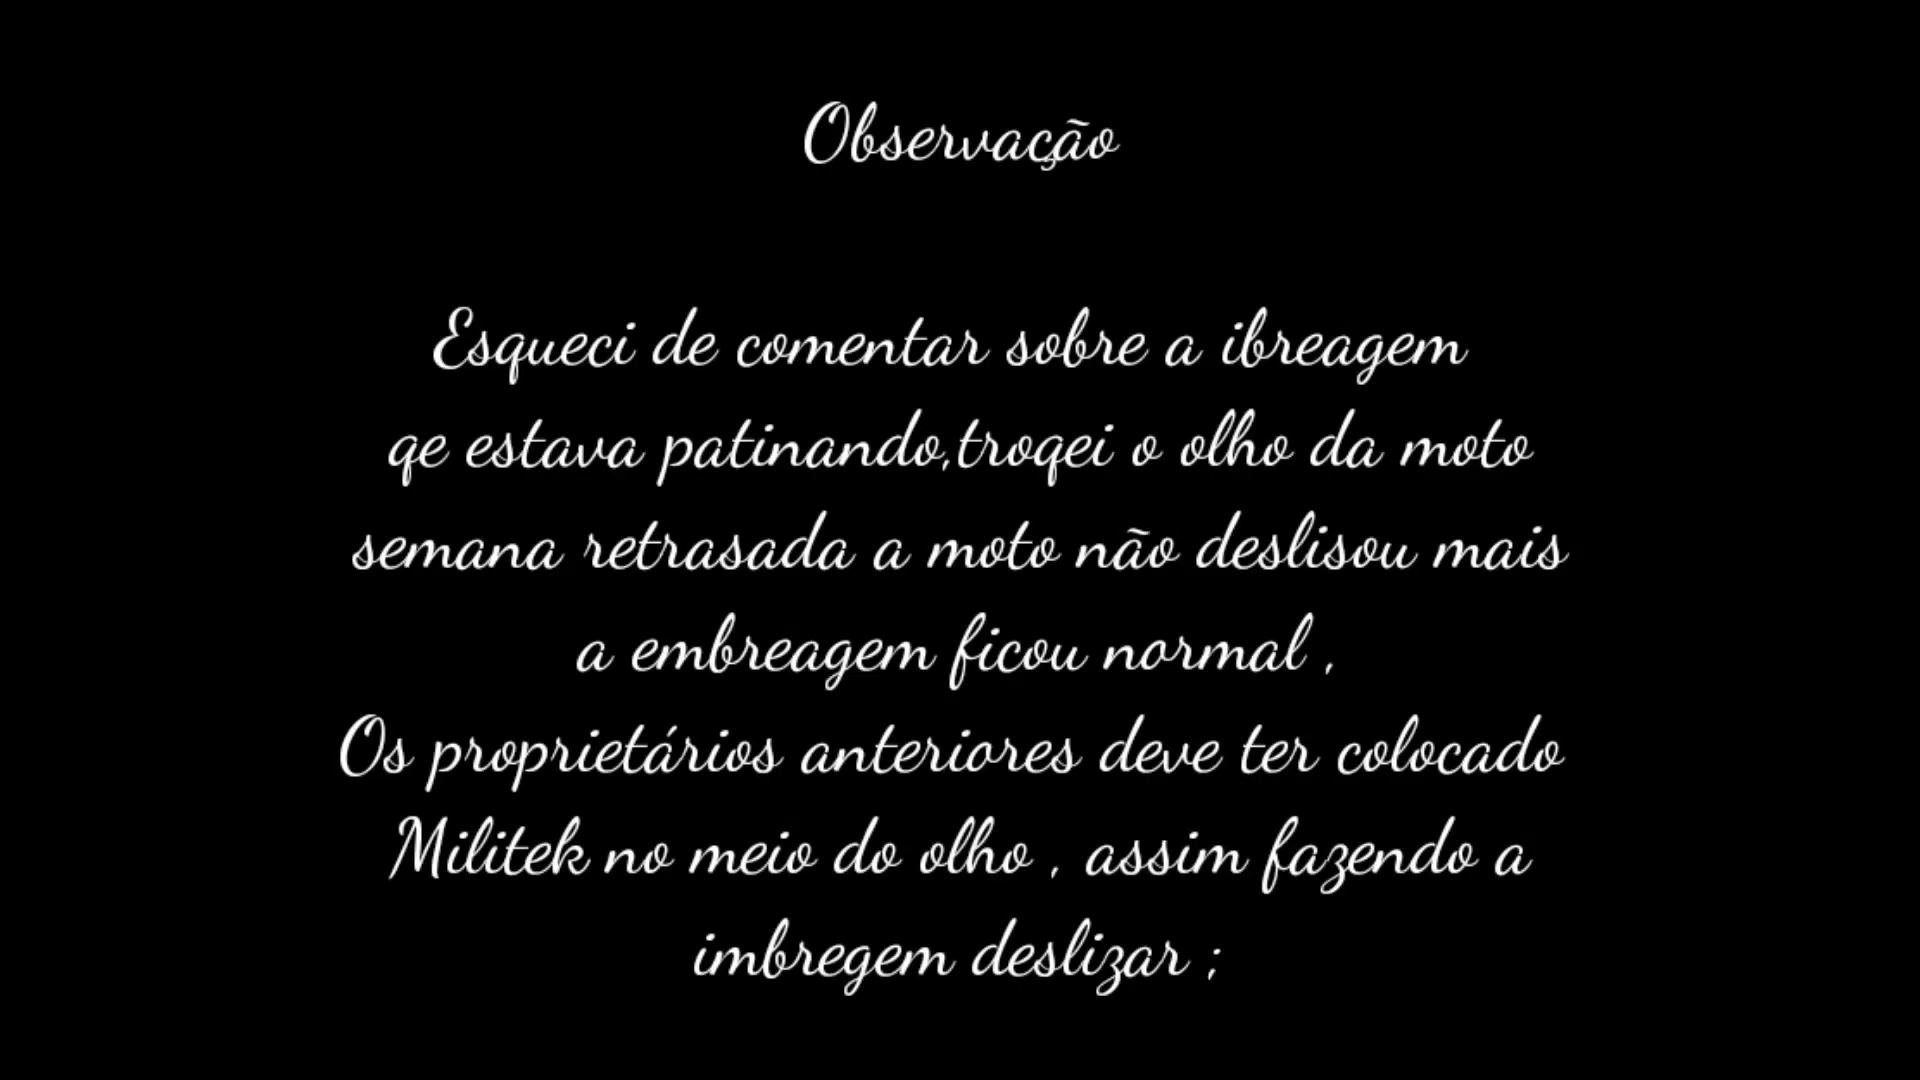 Observação
Esqueci de comentar sobre a ibreagem
qe estava patinando,troqei o olho da moto
semana retrasada a moto não deslisou mais
a embreagem ficou normal ,
Os proprietários anteriores deve ter colocado
Militek no meio do olho , assim fazendo a
imbregem deslizar ;